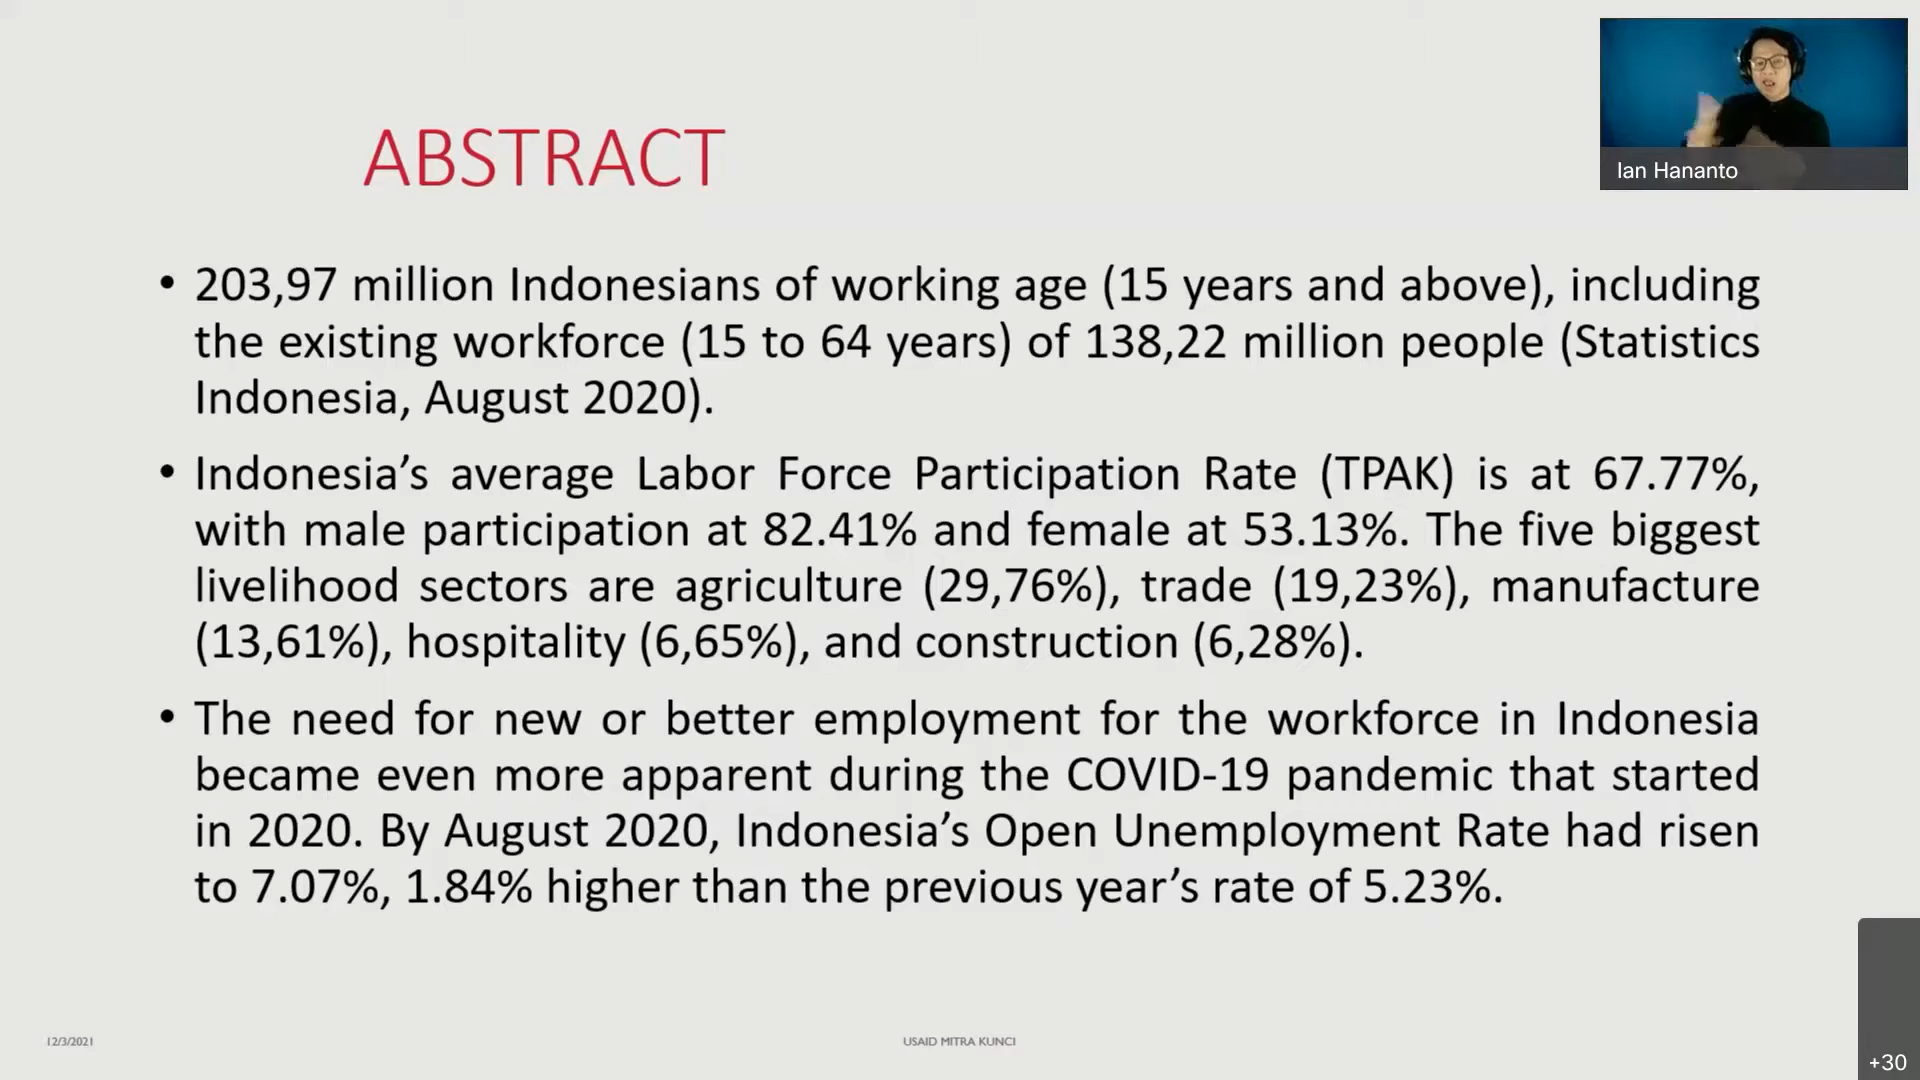 ABSTRACT
Ian Hananto
• 203,97 million Indonesians of working age (15 years and above), including
the existing workforce (15 to 64 years) of 138,22 million people (Statistics
Indonesia, August 2020).
• Indonesia’s average Labor Force Participation Rate (TPAK) is at 67.77%,
with male participation at 82.41% and female at 53.13%. The five biggest
livelihood sectors are agriculture (29,76%), trade (19,23%), manufacture
(13,61%), hospitality (6,65%), and construction (6,28%).
• The need for new or better employment for the workforce in Indonesia
became even more apparent during the COVID-19 pandemic that started
in 2020. By August 2020, Indonesia’s Open Unemployment Rate had risen
to 7.07%, 1.84% higher than the previous year’s rate of 5.23%.
12/3/2021
USAID MITRA KUNCI
+30